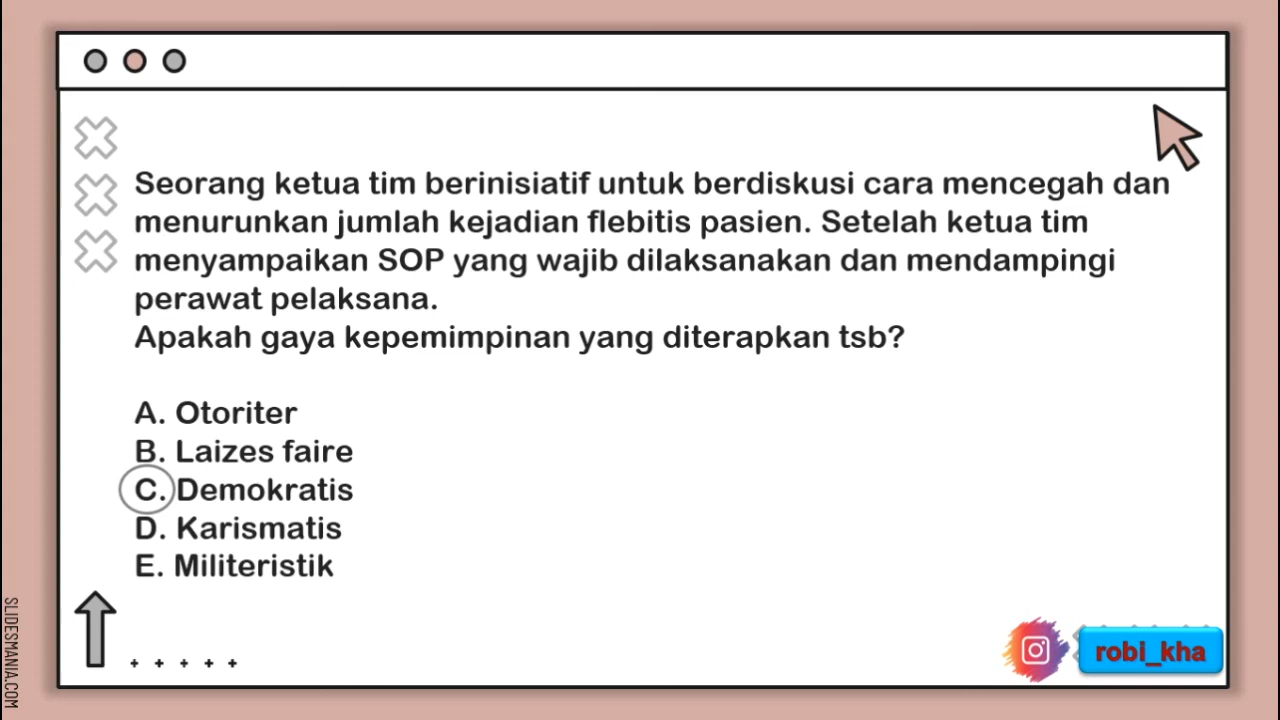 Seorang ketua tim berinisiatif untuk berdiskusi cara mencegah dan
menurunkan jumlah kejadian flebitis pasien. Setelah ketua tim
menyampaikan SOP yang wajib dilaksanakan dan mendampingi
perawat pelaksana.
Apakah gaya kepemimpinan yang diterapkan tsb?
A. Otoriter
B. Laizes faire
C. Demokratis
D. Karismatis
E. Militeristik
SLIDESMANIA.COM
robi_kha